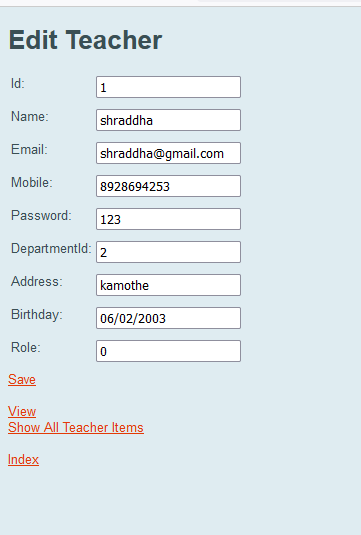 Edit Teacher
Id: 1
Name: shraddha
Email: shraddha@gmail.com
Mobile: 8928694253
Password: 123
DepartmentId: 2
Address: kamothe
Birthday: 06/02/2003
Role: 0
Save
View
Show All Teacher Items
Index